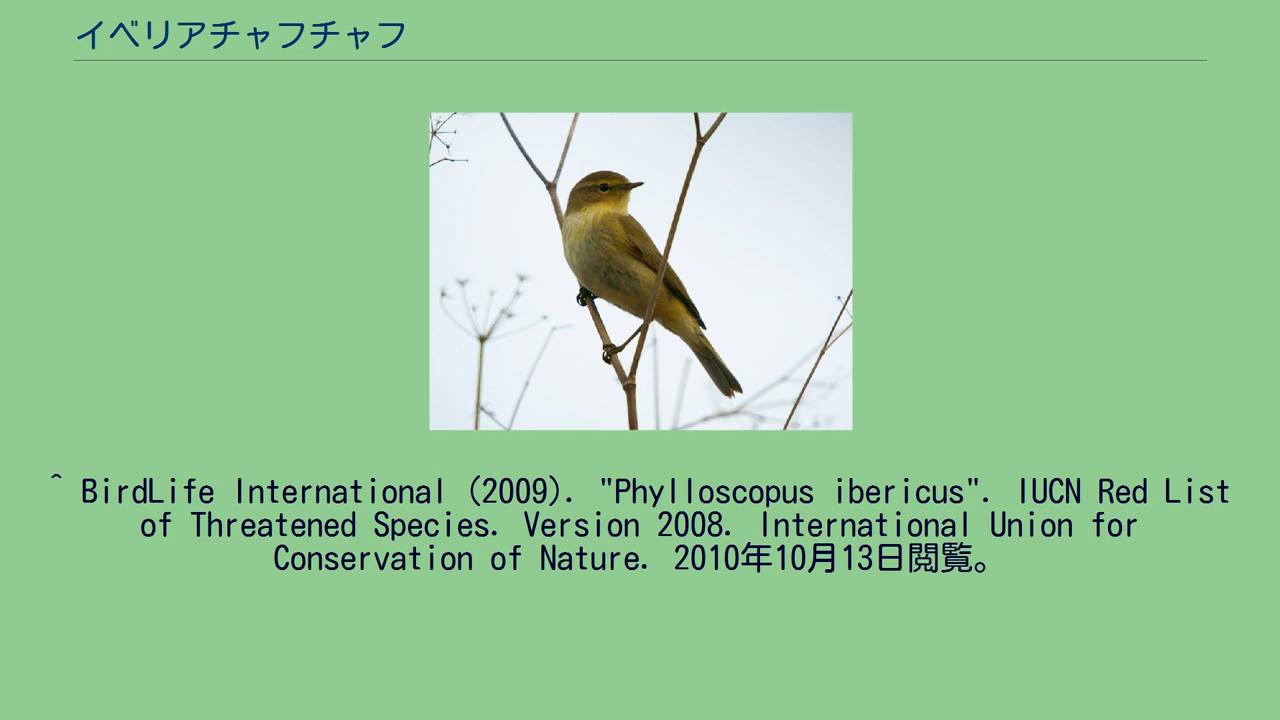 イベリアチャフチャフ
^ BirdLife International (2009). "Phylloscopus ibericus". IUCN Red List
of Threatened Species. Version 2008. International Union for
Conservation of Nature. 2010年10月13日閲覧。